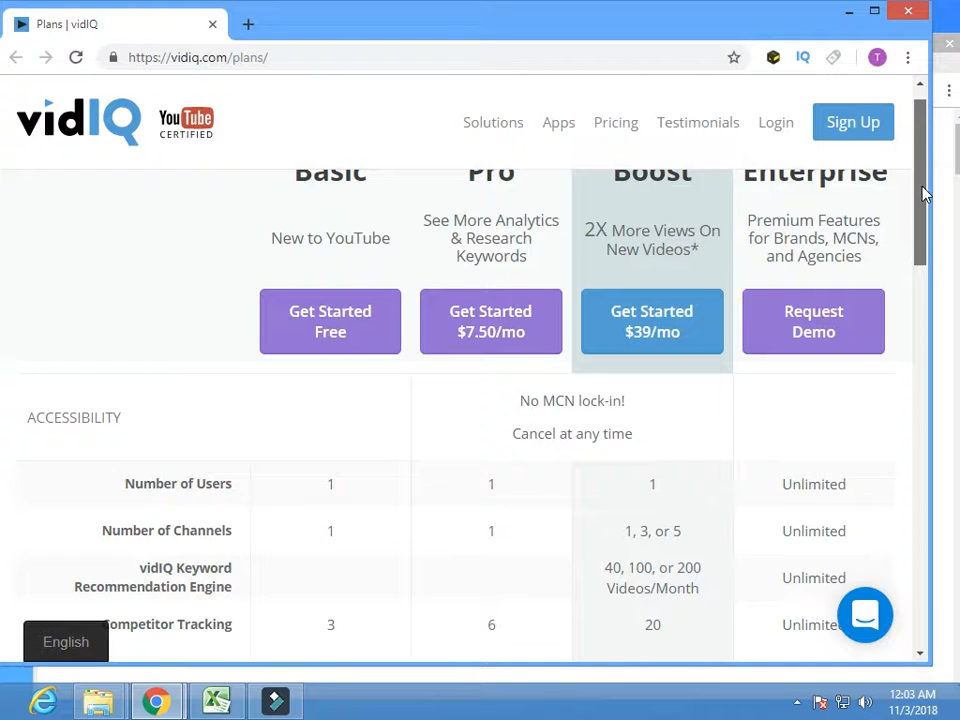 Plans | vidIQ
https://vidiq.com/plans/
IQ
T
vidIQ
YouTube
CERTIFIED
Solutions
Apps
Pricing
Testimonials
Login
Sign Up
Basic
Pro
Boost
Enterprise
New to YouTube
See More Analytics
& Research
Keywords
2X More Views On
New Videos*
Premium Features
for Brands, MCNs,
and Agencies
Get Started
Free
Get Started
$7.50/mo
Get Started
$39/mo
Request
Demo
ACCESSIBILITY
No MCN lock-in!
Cancel at any time
Number of Users
1
1
1
Unlimited
Number of Channels
1
1
1, 3, or 5
Unlimited
vidIQ Keyword
Recommendation Engine
40, 100, or 200
Videos/Month
Unlimited
Competitor Tracking
3
6
20
Unlimited
English
12:03 AM
11/3/2018